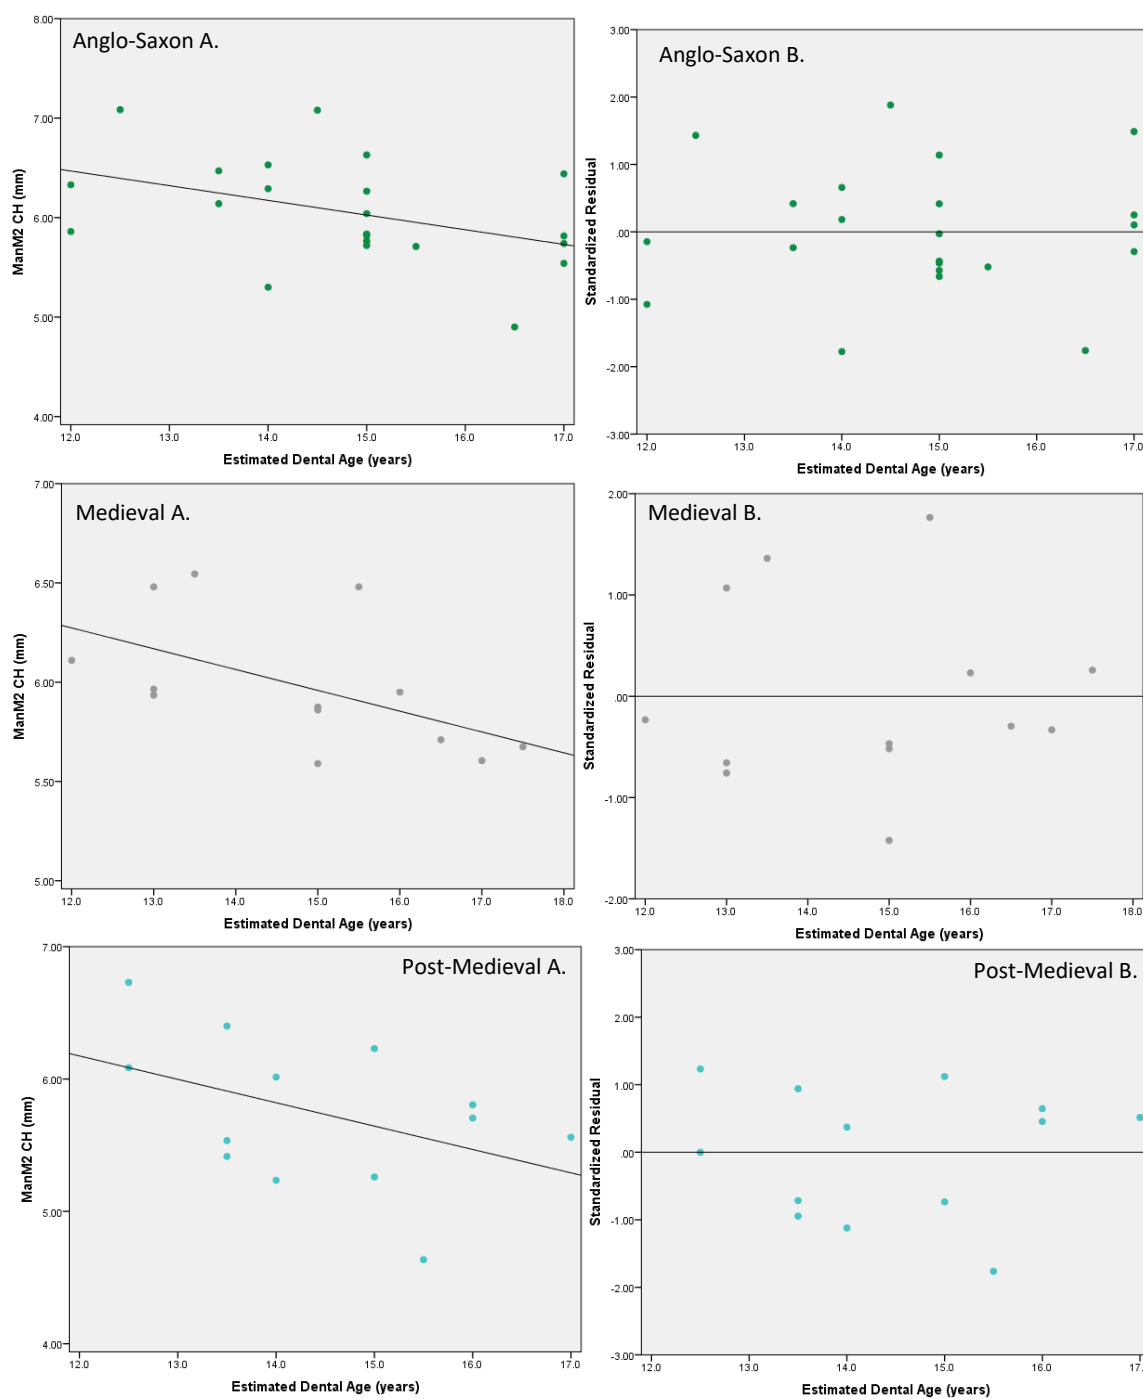 Anglo-Saxon A.
8.00
7.00
6.00
5.00
4.00
ManM2 CH (mm)
12.0 13.0 14.0 15.0 16.0 17.0
Estimated Dental Age (years)
Anglo-Saxon B.
3.00
2.00
1.00
.00
-1.00
-2.00
-3.00
Standardized Residual
12.0 13.0 14.0 15.0 16.0 17.0
Estimated Dental Age (years)
Medieval A.
7.00
6.50
6.00
5.50
5.00
ManM2 CH (mm)
12.0 13.0 14.0 15.0 16.0 17.0 18.0
Estimated Dental Age (years)
Medieval B.
2.00
1.00
.00
-1.00
-2.00
Standardized Residual
12.0 13.0 14.0 15.0 16.0 17.0 18.0
Estimated Dental Age (years)
Post-Medieval A.
7.00
6.00
5.00
4.00
ManM2 CH (mm)
12.0 13.0 14.0 15.0 16.0 17.0
Estimated Dental Age (years)
Post-Medieval B.
3.00
2.00
1.00
.00
-1.00
-2.00
-3.00
Standardized Residual
12.0 13.0 14.0 15.0 16.0 17.0
Estimated Dental Age (years)